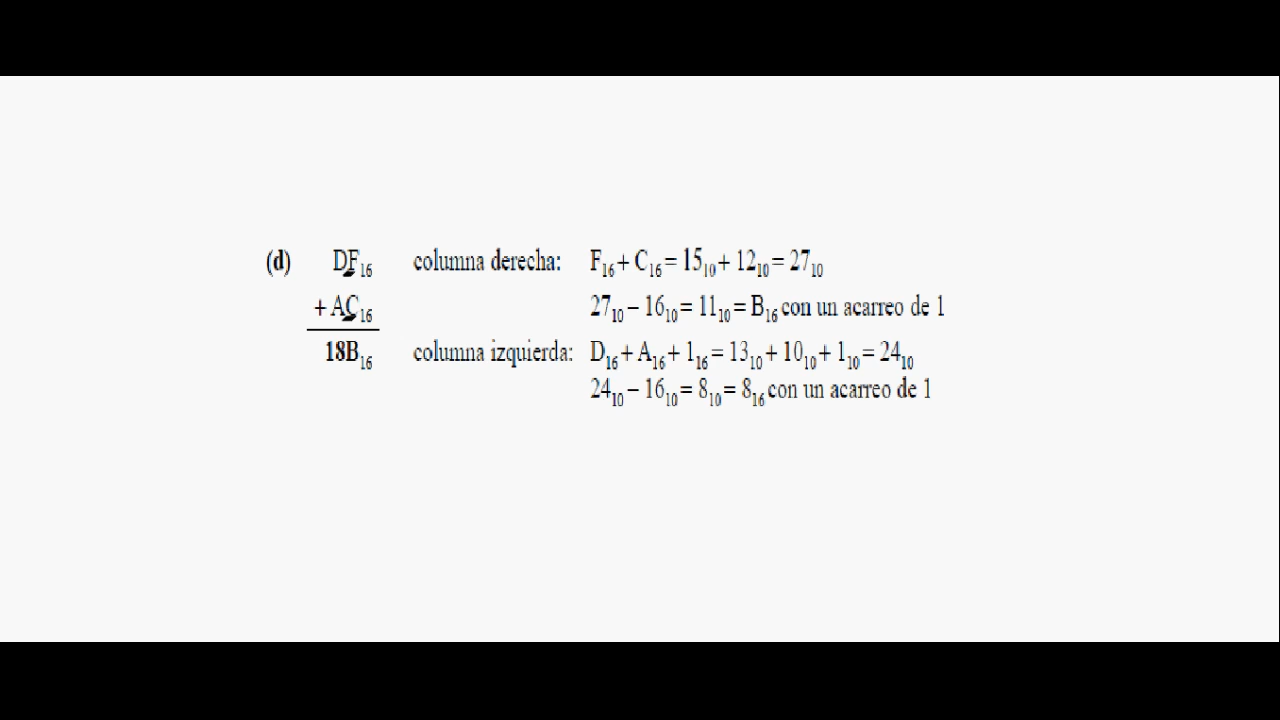 (d) DF₁₆ columna derecha: F₁₆ + C₁₆ = 15₁₀ + 12₁₀ = 27₁₀
+ AC₁₆ 27₁₀ – 16₁₀ = 11₁₀ = B₁₆ con un acarreo de 1
18B₁₆ columna izquierda: D₁₆ + A₁₆ + 1₁₆ = 13₁₀ + 10₁₀ + 1₁₀ = 24₁₀
24₁₀ – 16₁₀ = 8₁₀ = 8₁₆ con un acarreo de 1